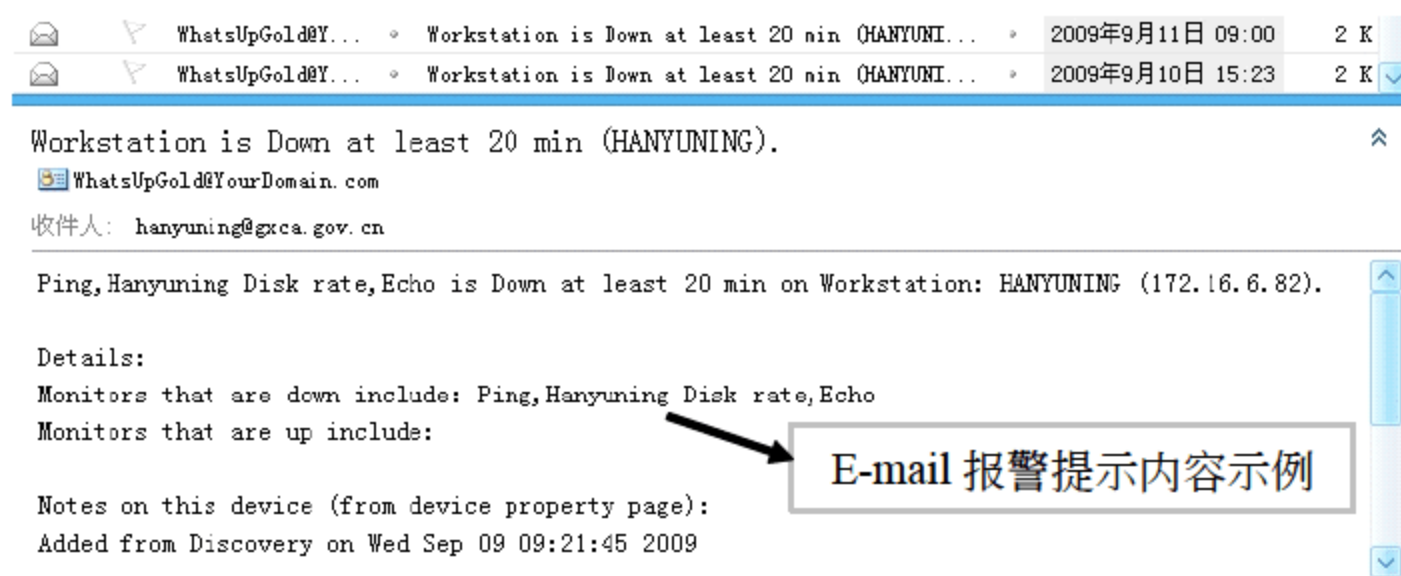 WhatsUpGold@Y... Workstation is Down at least 20 min (HANYUNI... 2009年9月11日 09:00 2 K
WhatsUpGold@Y... Workstation is Down at least 20 min (HANYUNI... 2009年9月10日 15:23 2 K
Workstation is Down at least 20 min (HANYUNING).
WhatsUpGold@YourDomain.com
收件人: hanyuning@gxca.gov.cn
Ping,Hanyuning Disk rate,Echo is Down at least 20 min on Workstation: HANYUNING (172.16.6.82).
Details:
Monitors that are down include: Ping,Hanyuning Disk rate,Echo
Monitors that are up include:
E-mail 报警提示内容示例
Notes on this device (from device property page):
Added from Discovery on Wed Sep 09 09:21:45 2009